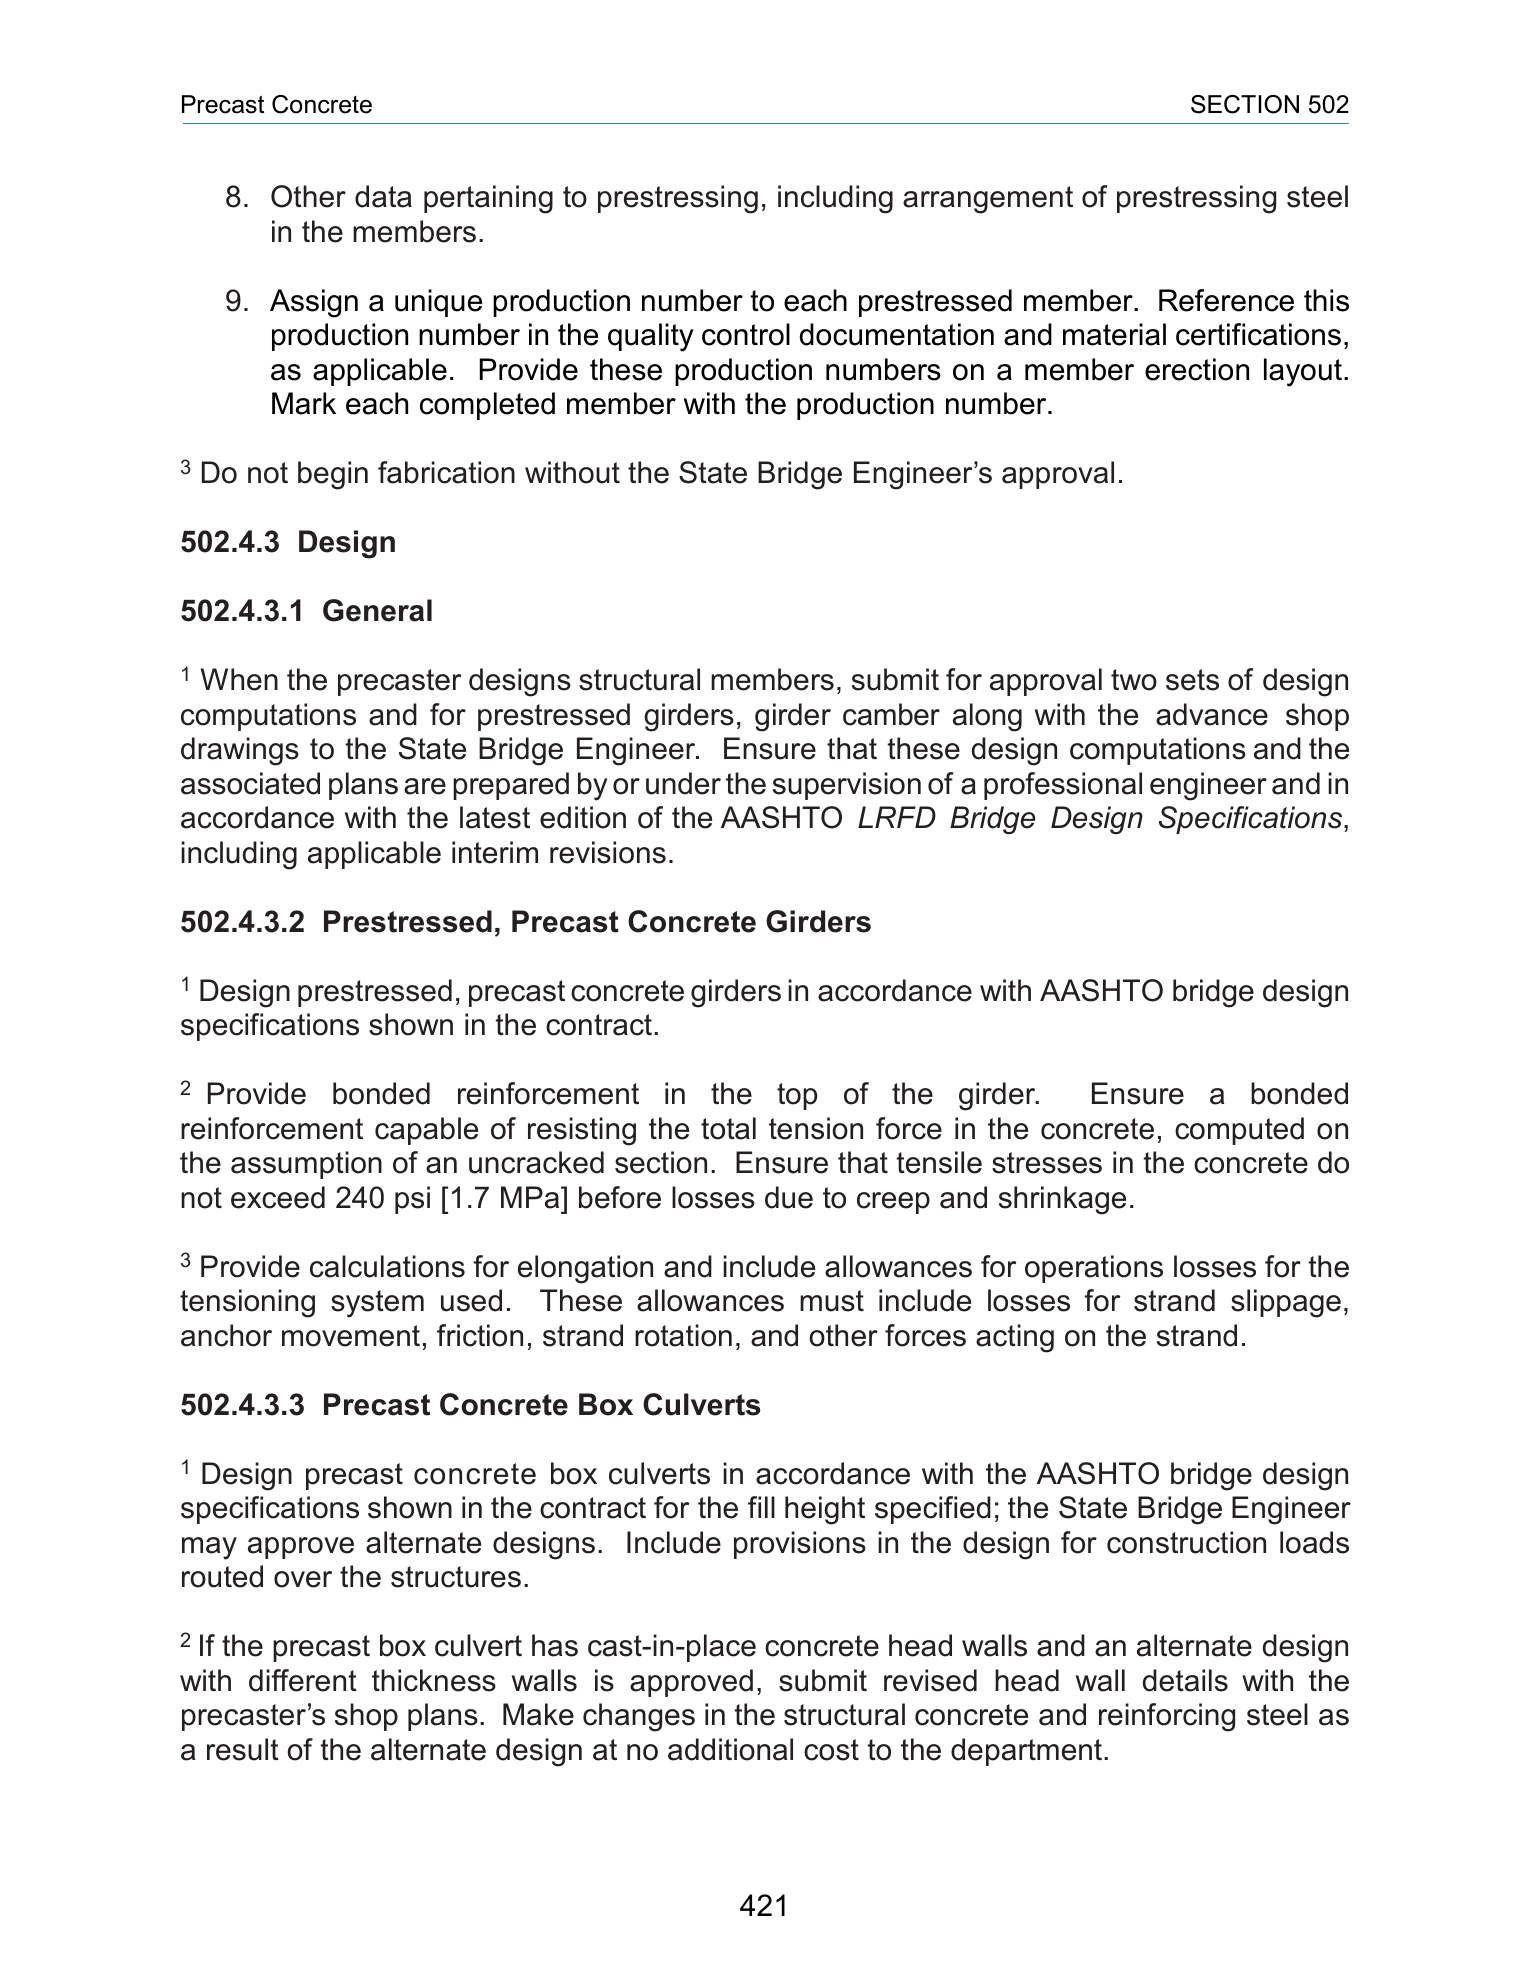 Precast Concrete SECTION 502
8. Other data pertaining to prestressing, including arrangement of prestressing steel
in the members.
9. Assign a unique production number to each prestressed member. Reference this
production number in the quality control documentation and material certifications,
as applicable. Provide these production numbers on a member erection layout.
Mark each completed member with the production number.
3 Do not begin fabrication without the State Bridge Engineer’s approval.
502.4.3 Design
502.4.3.1 General
1 When the precaster designs structural members, submit for approval two sets of design
computations and for prestressed girders, girder camber along with the advance shop
drawings to the State Bridge Engineer. Ensure that these design computations and the
associated plans are prepared by or under the supervision of a professional engineer and in
accordance with the latest edition of the AASHTO LRFD Bridge Design Specifications,
including applicable interim revisions.
502.4.3.2 Prestressed, Precast Concrete Girders
1 Design prestressed, precast concrete girders in accordance with AASHTO bridge design
specifications shown in the contract.
2 Provide bonded reinforcement in the top of the girder. Ensure a bonded
reinforcement capable of resisting the total tension force in the concrete, computed on
the assumption of an uncracked section. Ensure that tensile stresses in the concrete do
not exceed 240 psi [1.7 MPa] before losses due to creep and shrinkage.
3 Provide calculations for elongation and include allowances for operations losses for the
tensioning system used. These allowances must include losses for strand slippage,
anchor movement, friction, strand rotation, and other forces acting on the strand.
502.4.3.3 Precast Concrete Box Culverts
1 Design precast concrete box culverts in accordance with the AASHTO bridge design
specifications shown in the contract for the fill height specified; the State Bridge Engineer
may approve alternate designs. Include provisions in the design for construction loads
routed over the structures.
2 If the precast box culvert has cast-in-place concrete head walls and an alternate design
with different thickness walls is approved, submit revised head wall details with the
precaster’s shop plans. Make changes in the structural concrete and reinforcing steel as
a result of the alternate design at no additional cost to the department.
421